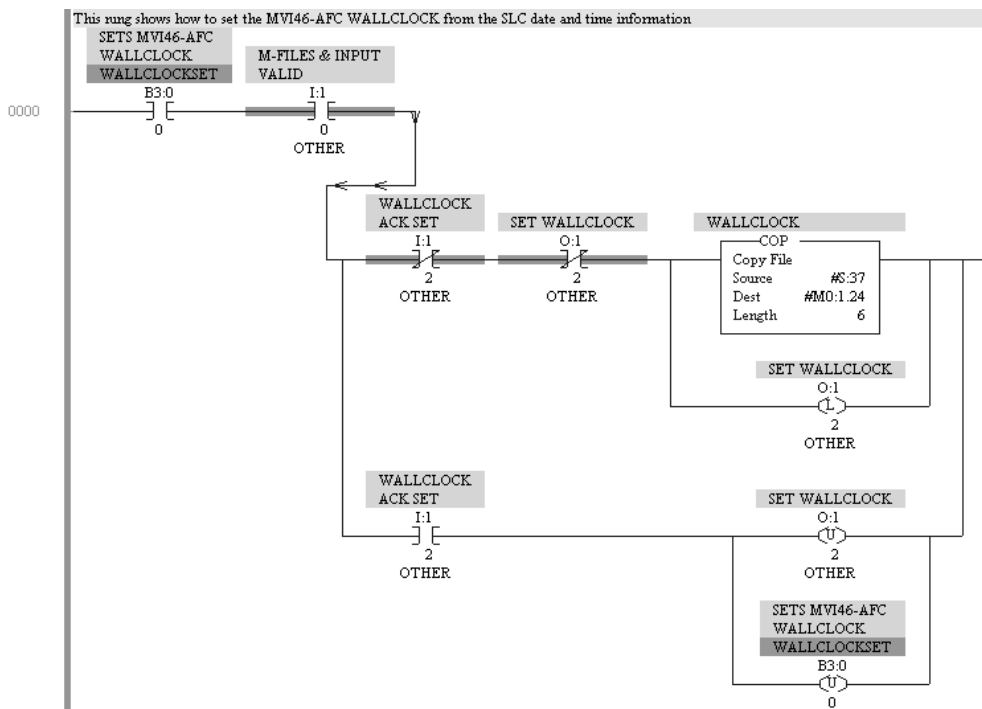 This rung shows how to set the MVI46-AFC WALLCLOCK from the SLC date and time information
SETS MVI46-AFC
WALLCLOCK
WALLCLOCKSET
B3:0
0
M-FILES & INPUT
VALID
I:1
0
OTHER
0000
WALLCLOCK
ACK SET
I:1
2
OTHER
SET WALLCLOCK
O:1
2
OTHER
WALLCLOCK
COP
Copy File
Source #S:37
Dest #M0:1.24
Length 6
SET WALLCLOCK
O:1
L
2
OTHER
WALLCLOCK
ACK SET
I:1
2
OTHER
SET WALLCLOCK
O:1
U
2
OTHER
SETS MVI46-AFC
WALLCLOCK
WALLCLOCKSET
B3:0
U
0